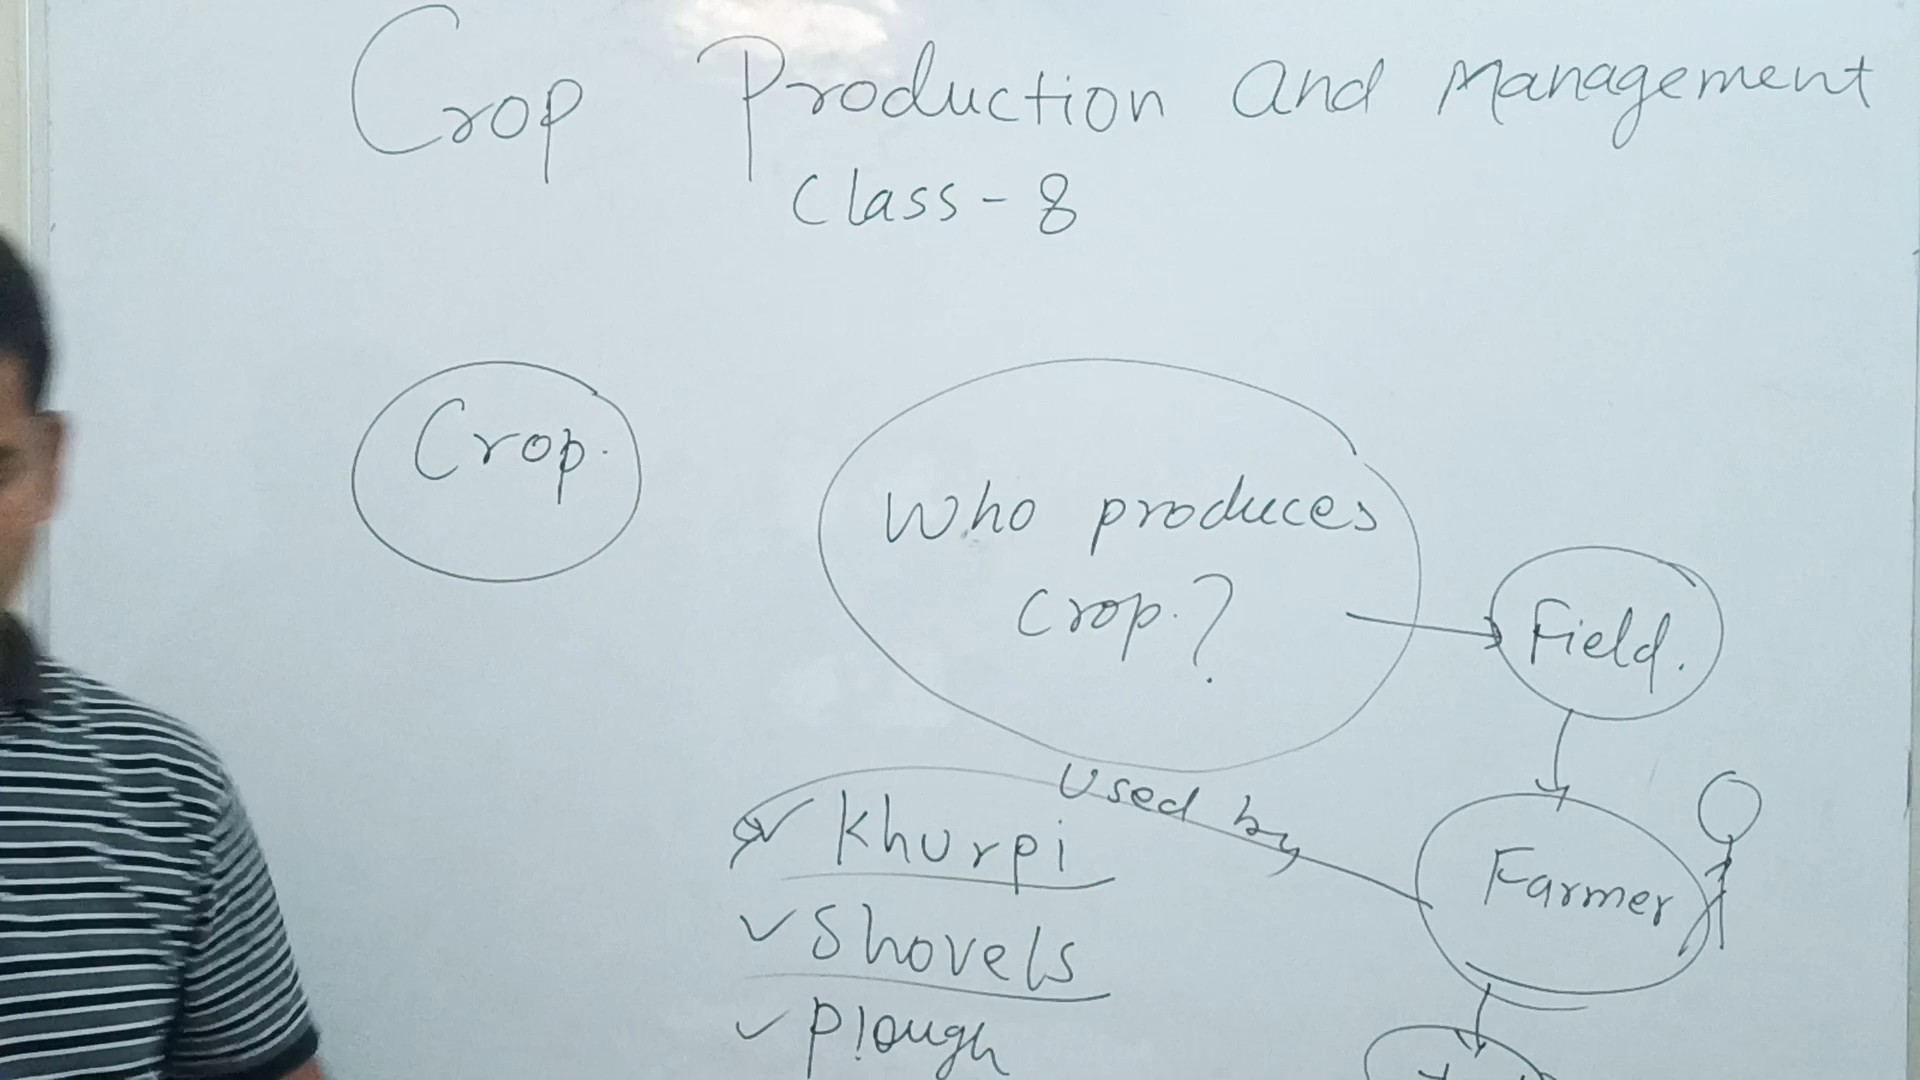 Crop Production and Management
Class - 8
Crop.
Who produces
crop.?
Field.
Used by
Khurpi
Farmer
Shovels
Plough